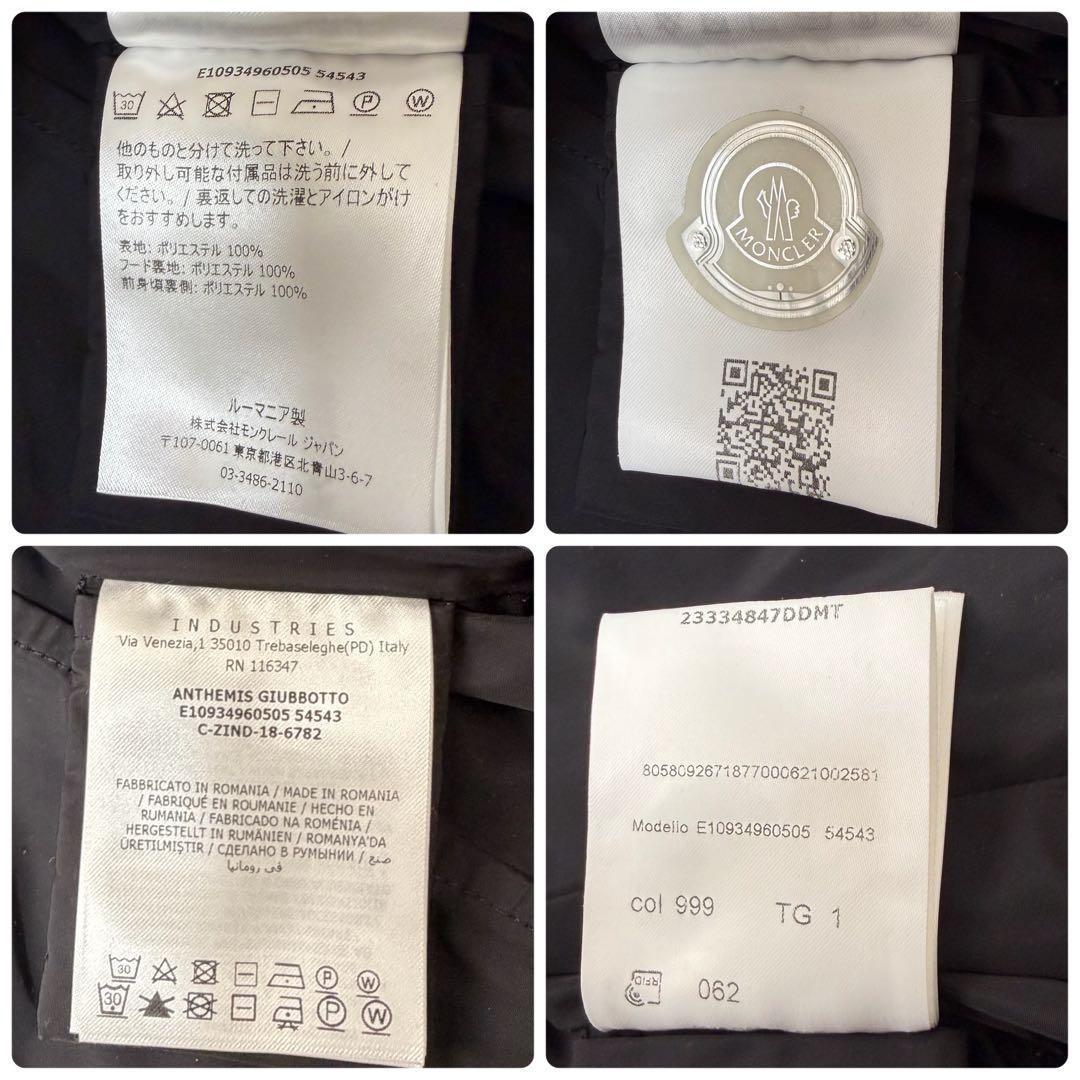 E10934960505 54543
30
P
W
他のものと分けて洗って下さい。/
取り外し可能な付属品は洗う前に外して
ください。/ 裏返しての洗濯とアイロンがけ
をおすすめします。
表地: ポリエステル 100%
フード裏地: ポリエステル 100%
前身頃裏側: ポリエステル 100%
ルーマニア製
株式会社モンクレール ジャパン
〒107-0061 東京都港区北青山3-6-7
03-3486-2110
MONCLER
INDUSTRIES
Via Venezia,1 35010 Trebaseleghe(PD) Italy
RN 116347
ANTHEMIS GIUBBOTTO
E10934960505 54543
C-ZIND-18-6782
FABBRICATO IN ROMANIA / MADE IN ROMANIA
/ FABRIQUÉ EN ROUMANIE / HECHO EN
RUMANIA / FABRICADO NA ROMÉNIA /
HERGESTELLT IN RUMÄNIEN / ROMANYA'DA
ÜRETILMIŞTIR / СДЕЛАНО В РУМЫНИИ / صنع
في رومانيا
30
P
W
30
P
W
23334847DDMT
8058092671877000621002581
Modello E10934960505 54543
col 999
TG 1
RFID
062